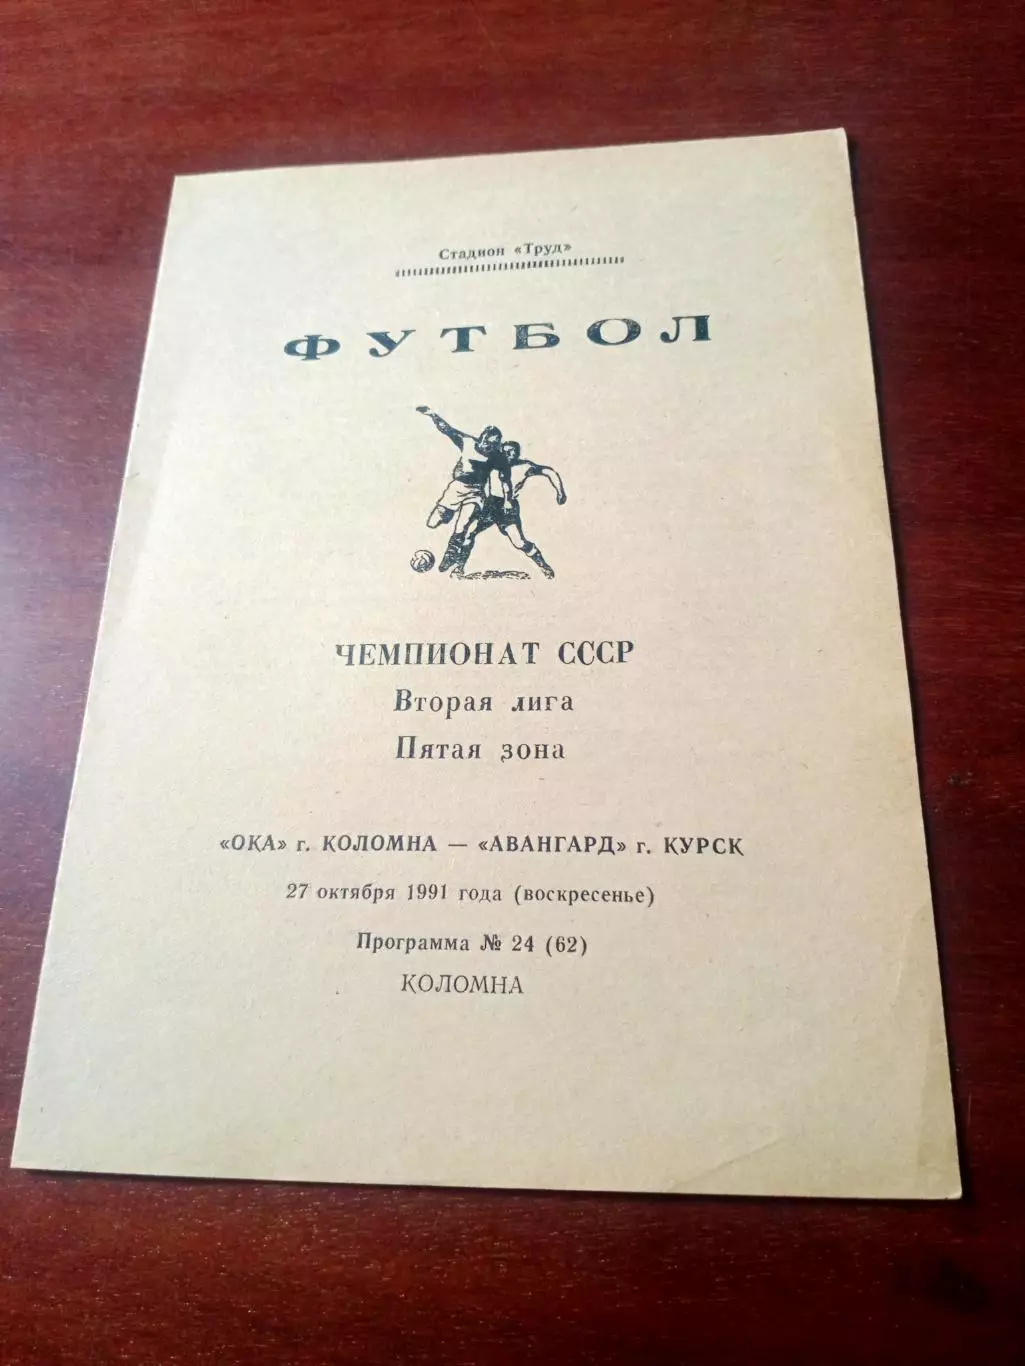 Стадион «Труд»
ФУТБОЛ
ЧЕМПИОНАТ СССР
Вторая лига
Пятая зона
«ОКА» г. КОЛОМНА — «АВАНГАРД» г. КУРСК
27 октября 1991 года (воскресенье)
Программа № 24 (62)
КОЛОМНА